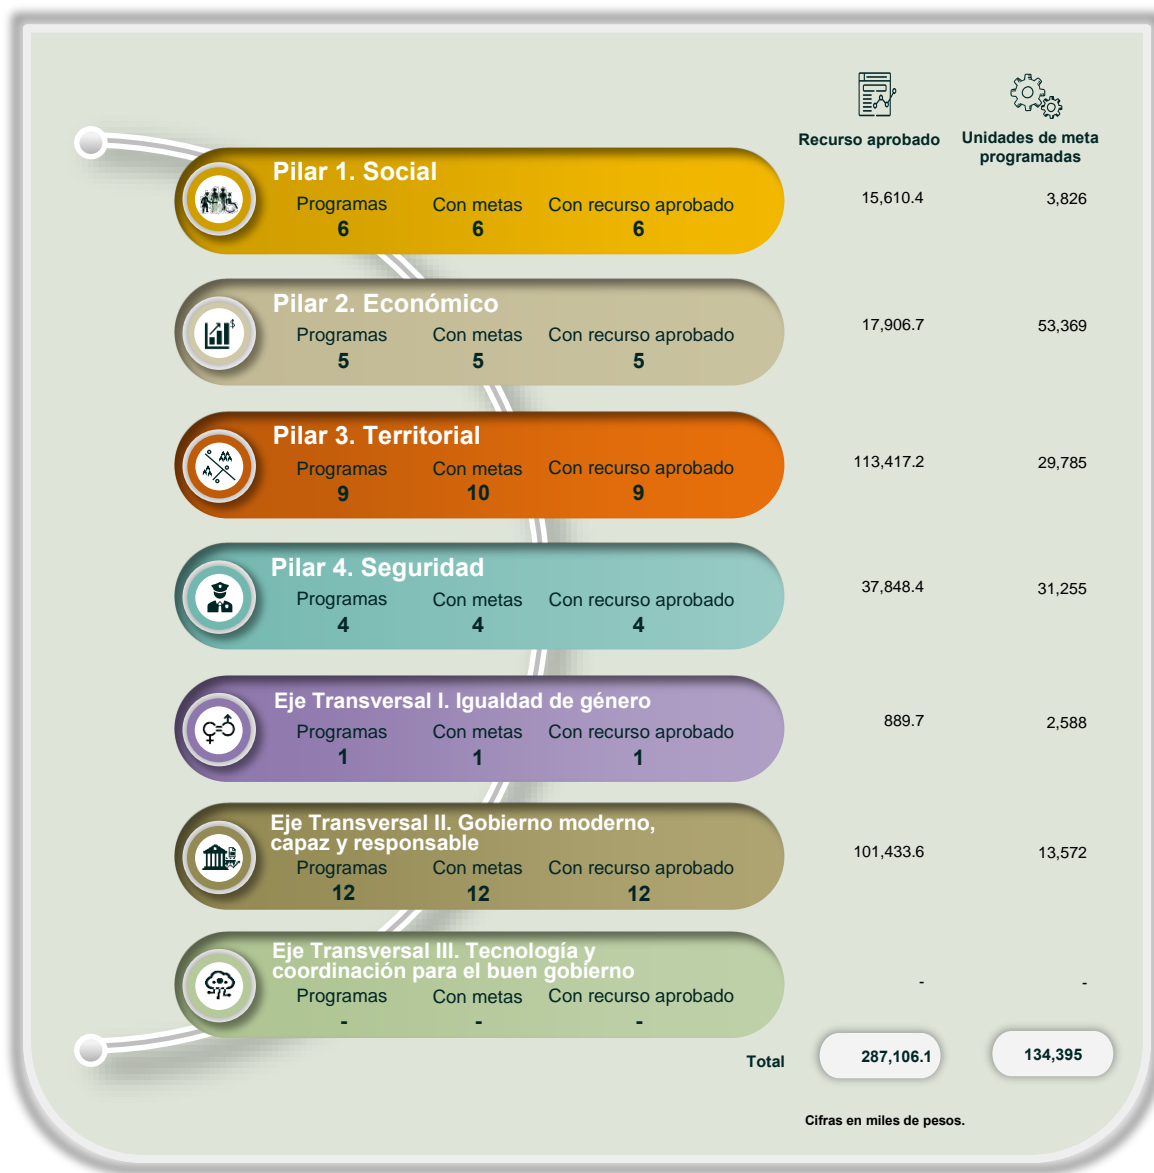 Recurso aprobado
Unidades de meta
programadas
Pilar 1. Social
Programas Con metas Con recurso aprobado
6 6 6
15,610.4 3,826
Pilar 2. Económico
Programas Con metas Con recurso aprobado
5 5 5
17,906.7 53,369
Pilar 3. Territorial
Programas Con metas Con recurso aprobado
9 10 9
113,417.2 29,785
Pilar 4. Seguridad
Programas Con metas Con recurso aprobado
4 4 4
37,848.4 31,255
Eje Transversal I. Igualdad de género
Programas Con metas Con recurso aprobado
1 1 1
889.7 2,588
Eje Transversal II. Gobierno moderno,
capaz y responsable
Programas Con metas Con recurso aprobado
12 12 12
101,433.6 13,572
Eje Transversal III. Tecnología y
coordinación para el buen gobierno
Programas Con metas Con recurso aprobado
- - -
- -
Total 287,106.1 134,395
Cifras en miles de pesos.